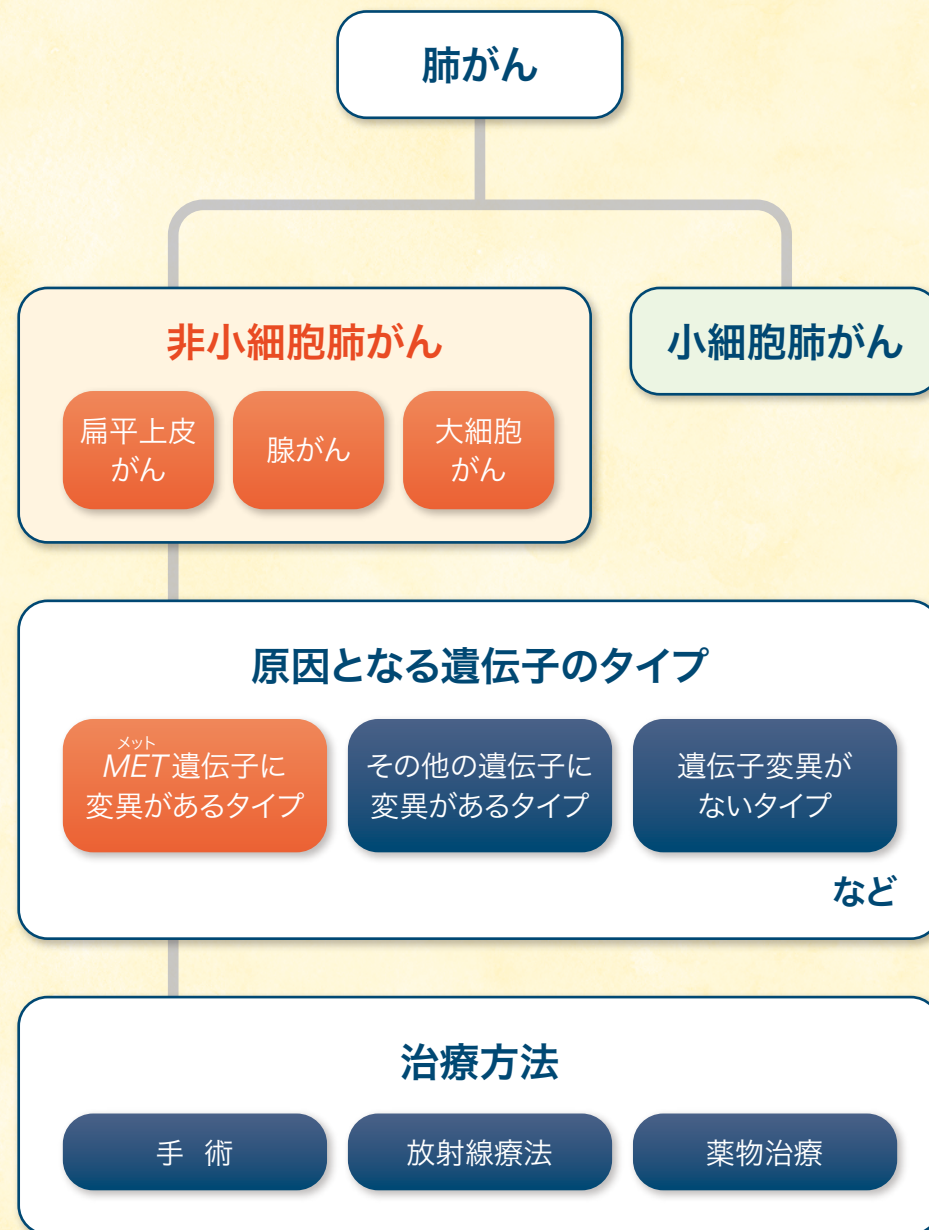 肺がん
非小細胞肺がん
小細胞肺がん
扁平上皮
がん
腺がん
大細胞
がん
原因となる遺伝子のタイプ
メット
MET遺伝子に
変異があるタイプ
その他の遺伝子に
変異があるタイプ
遺伝子変異が
ないタイプ
など
治療方法
手 術
放射線療法
薬物治療